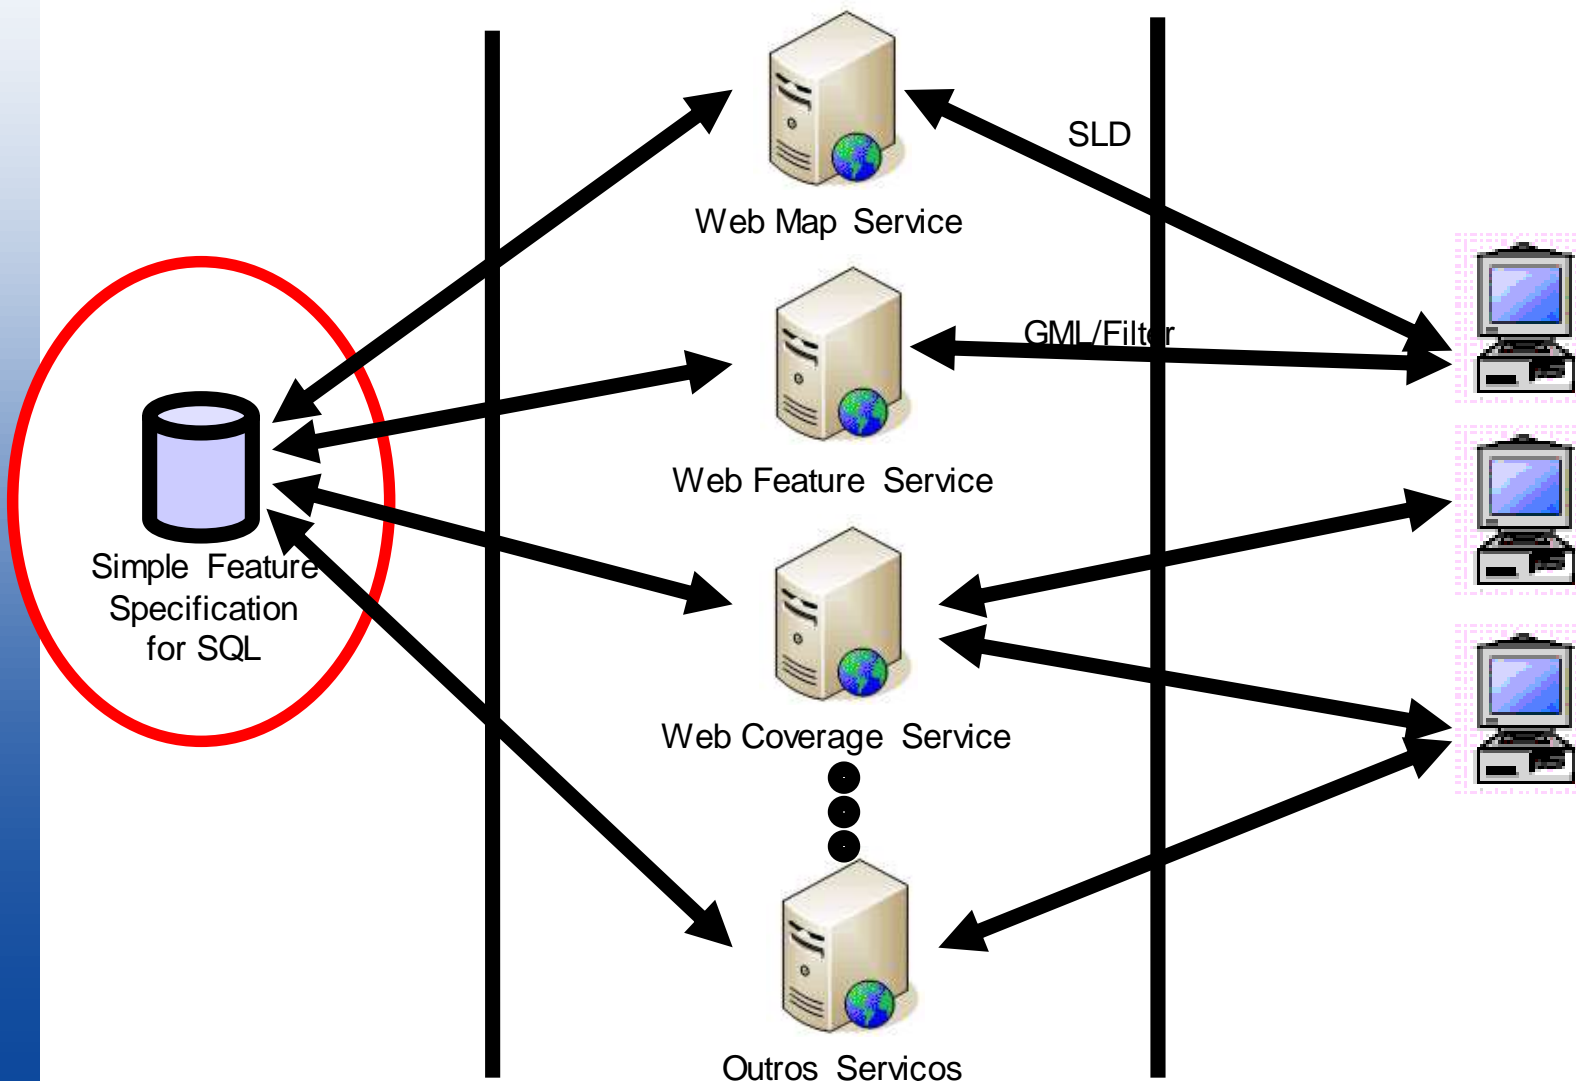 SLD
Web Map Service
GML/Filter
Web Feature Service
Simple Feature
Specification
for SQL
Web Coverage Service
Outros Servicos